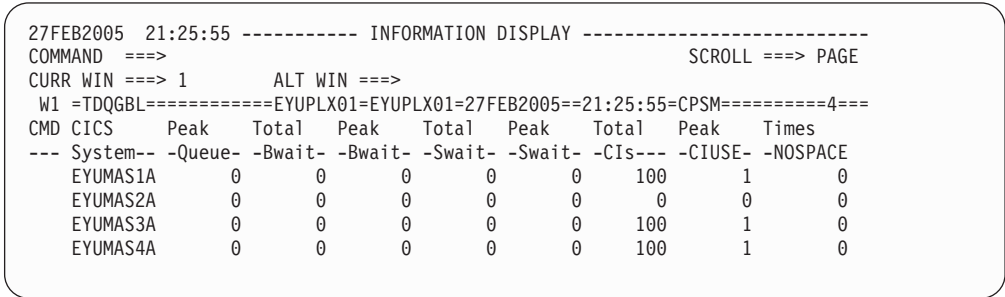 27FEB2005  21:25:55 ----------- INFORMATION DISPLAY ---------------------------
COMMAND  ===>                                                 SCROLL ===> PAGE
CURR WIN ===> 1        ALT WIN ===>
 W1 =TDQGBL============EYUPLX01=EYUPLX01=27FEB2005==21:25:55=CPSM==========4===
CMD CICS     Peak    Total   Peak    Total   Peak    Total   Peak    Times
--- System-- -Queue- -Bwait- -Bwait- -Swait- -Swait- -CIs--- -CIUSE- -NOSPACE
    EYUMAS1A       0       0       0       0       0     100       1        0
    EYUMAS2A       0       0       0       0       0       0       0        0
    EYUMAS3A       0       0       0       0       0     100       1        0
    EYUMAS4A       0       0       0       0       0     100       1        0